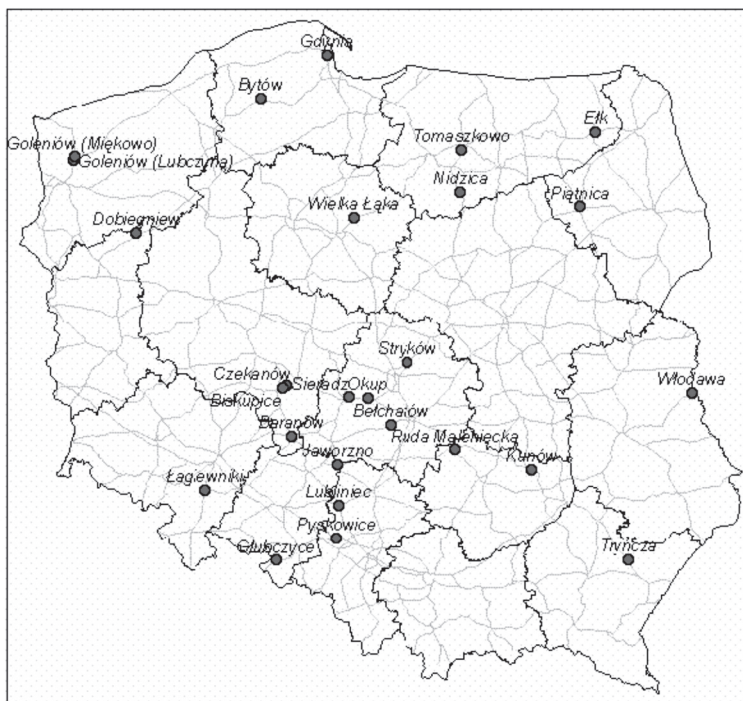 Gdynia
Bytów
Ełk
Tomaszkowo
Goleniów (Miękowo)
Goleniów (Lubczyna)
Nidzica
Piątnica
Wielka Łąka
Dobiegniew
Stryków
Czekanów
Sieradz
Okup
Włodawa
Biskupice
Bełchatów
Baranów
Ruda Maleniecka
Jaworzno
Kunów
Łagiewniki
Lubliniec
Pyskowice
Głubczyce
Tryńcza